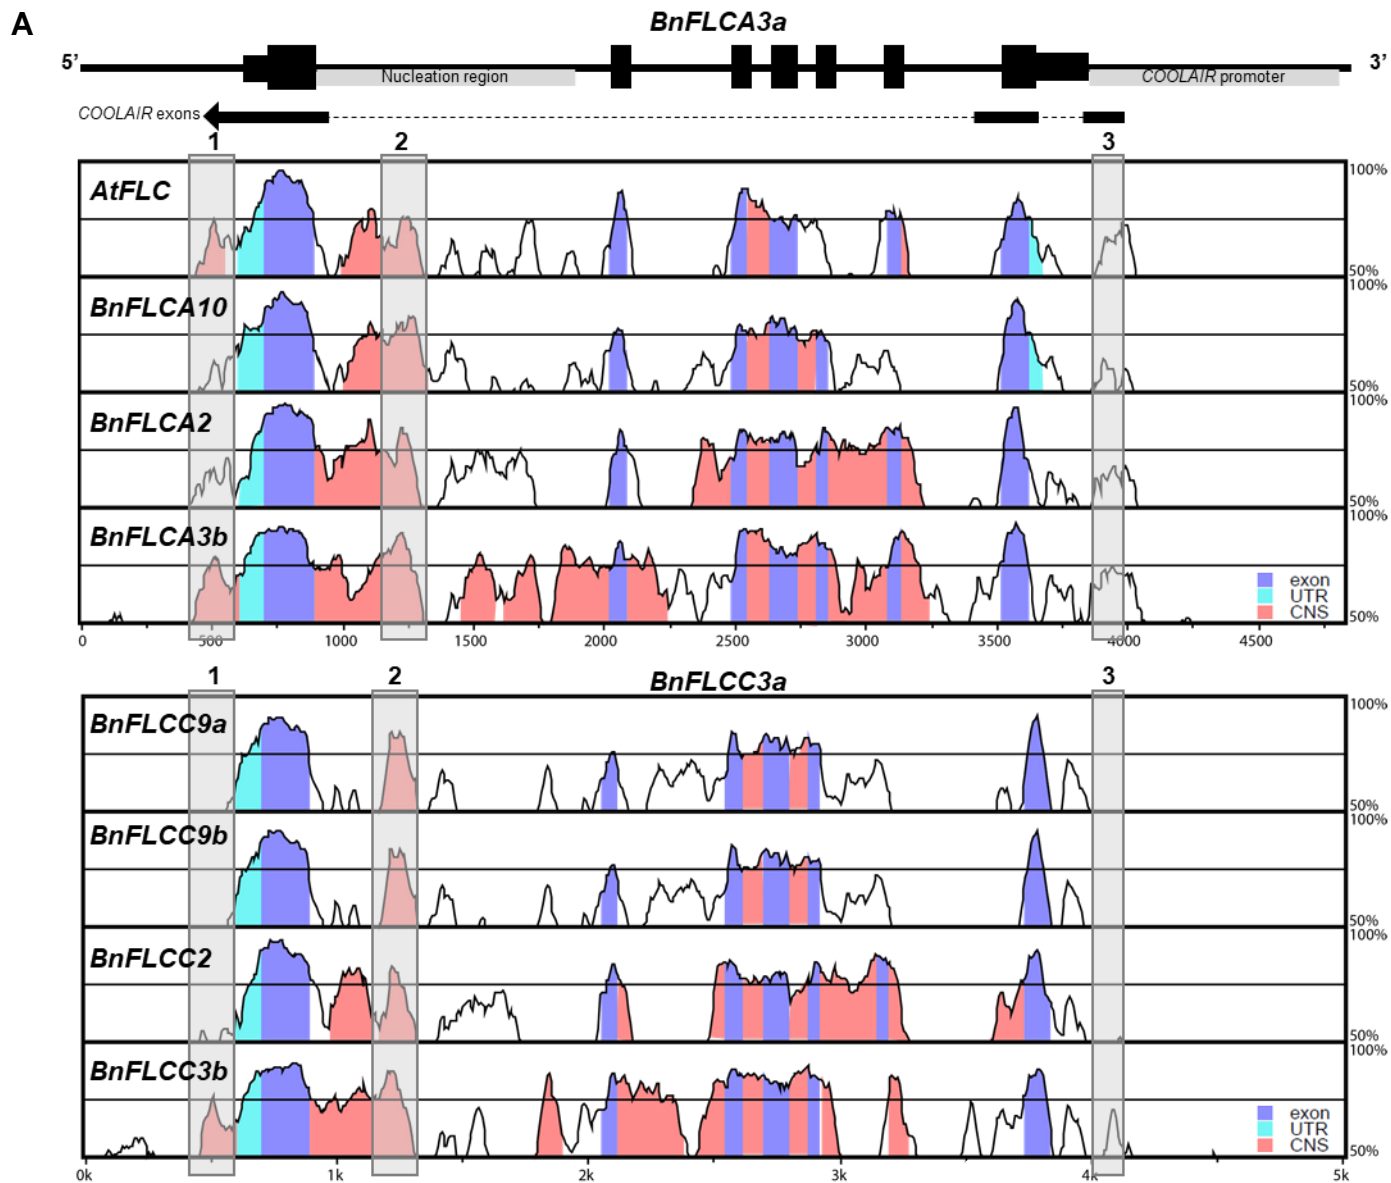 A
BnFLCA3a
5’
3’
Nucleation region
COOLAIR promoter
COOLAIR exons
1 2 3
AtFLC
100%
50%
BnFLCA10
100%
50%
BnFLCA2
100%
50%
BnFLCA3b
100%
exon
UTR
CNS
50%
0 500 1000 1500 2000 2500 3000 3500 4000 4500
1 2 3
BnFLCC3a
BnFLCC9a
100%
50%
BnFLCC9b
100%
50%
BnFLCC2
100%
50%
BnFLCC3b
100%
exon
UTR
CNS
50%
0k 1k 2k 3k 4k 5k